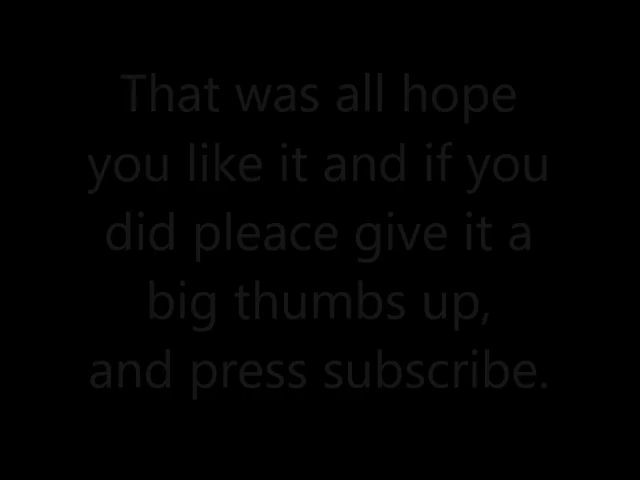 That was all hope
you like it and if you
did pleace give it a
big thumbs up,
and press subscribe.